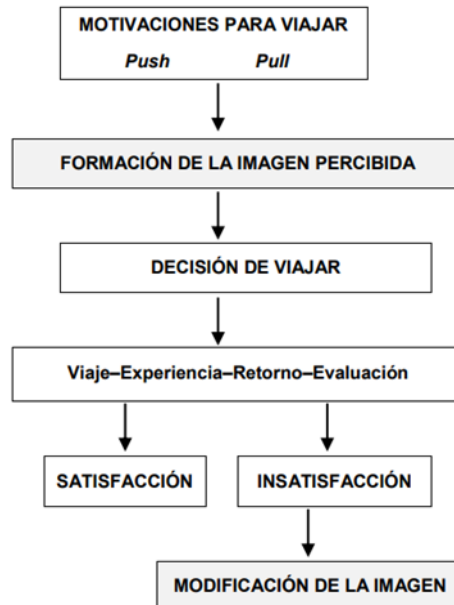 MOTIVACIONES PARA VIAJAR
Push Pull
FORMACIÓN DE LA IMAGEN PERCIBIDA
DECISIÓN DE VIAJAR
Viaje–Experiencia–Retorno–Evaluación
SATISFACCIÓN INSATISFACCIÓN
MODIFICACIÓN DE LA IMAGEN